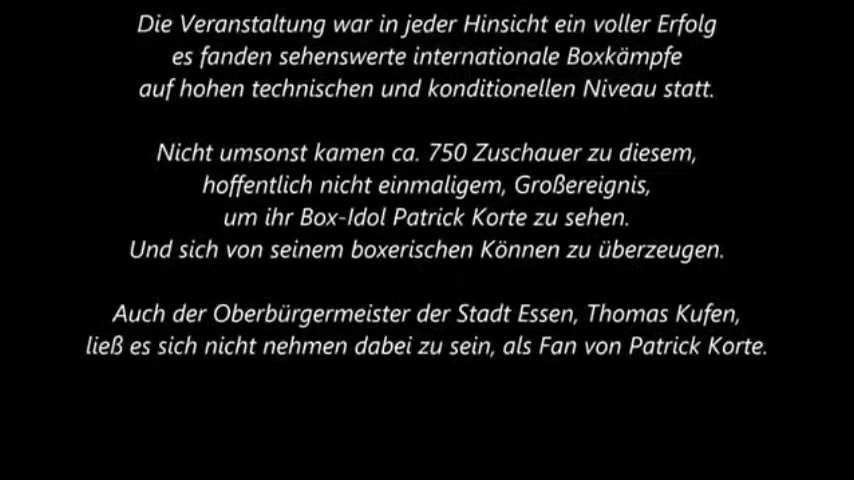 Die Veranstaltung war in jeder Hinsicht ein voller Erfolg
es fanden sehenswerte internationale Boxkämpfe
auf hohen technischen und konditionellen Niveau statt.
Nicht umsonst kamen ca. 750 Zuschauer zu diesem,
hoffentlich nicht einmaligem, Großereignis,
um ihr Box-Idol Patrick Korte zu sehen.
Und sich von seinem boxerischen Können zu überzeugen.
Auch der Oberbürgermeister der Stadt Essen, Thomas Kufen,
ließ es sich nicht nehmen dabei zu sein, als Fan von Patrick Korte.